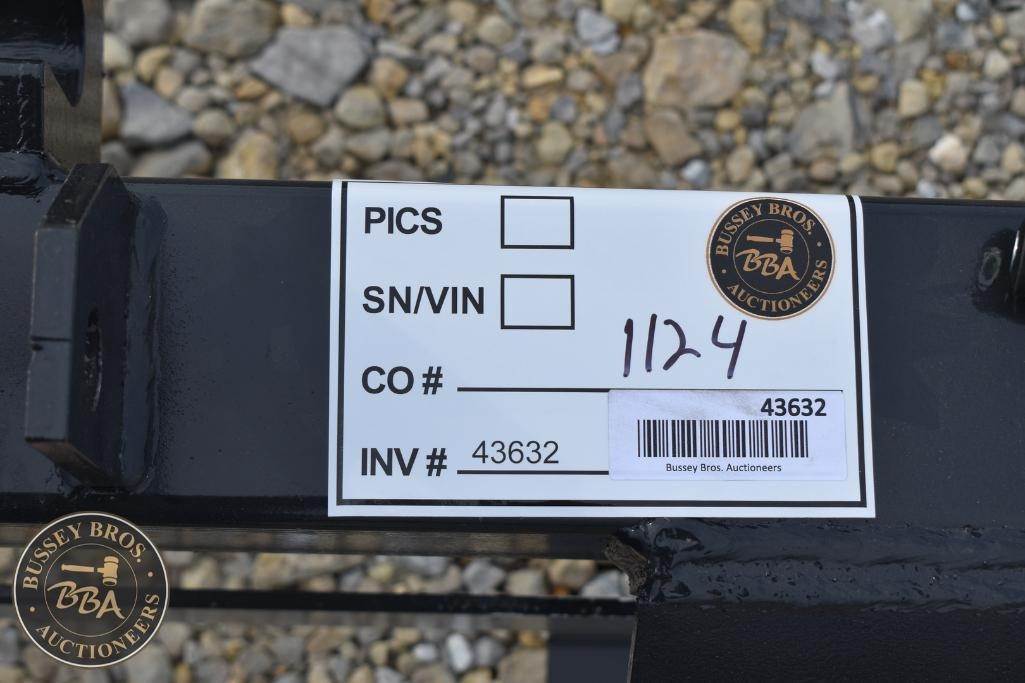 PICS
SN/VIN
BUSSEY BROS.
BBA
AUCTIONEERS
1124
CO #
43632
Bussey Bros. Auctioneers
INV # 43632
BUSSEY BROS.
BBA
AUCTIONEERS